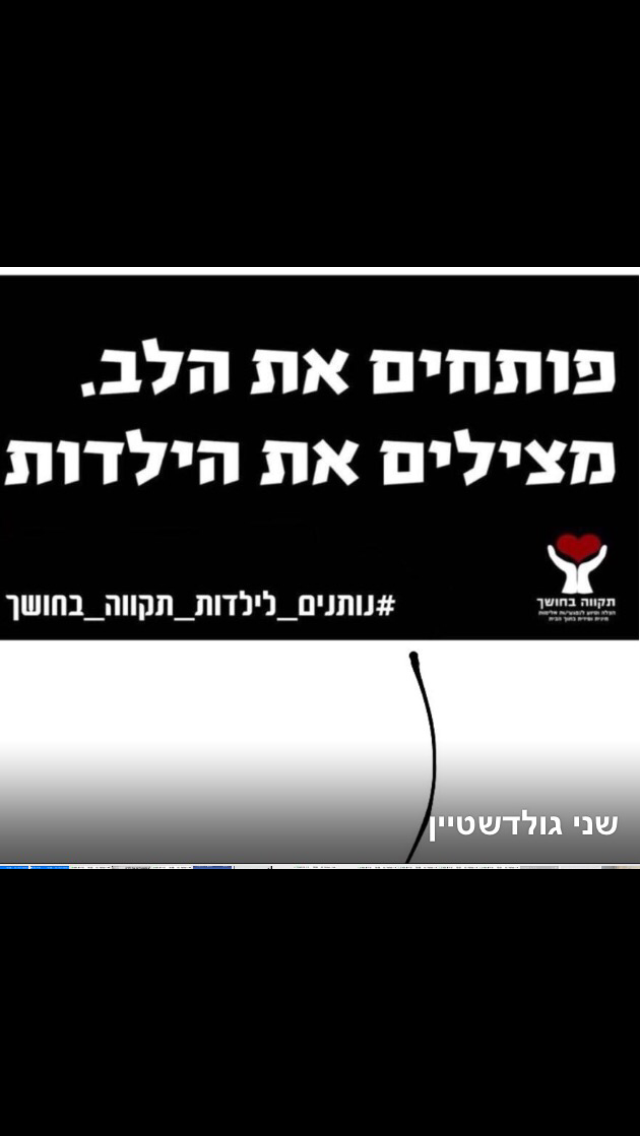 פותחים את הלב.
מצילים את הילדות
תקווה בחושך
#נותנים_לילדות_תקווה_בחושך
שני גולדשטיין